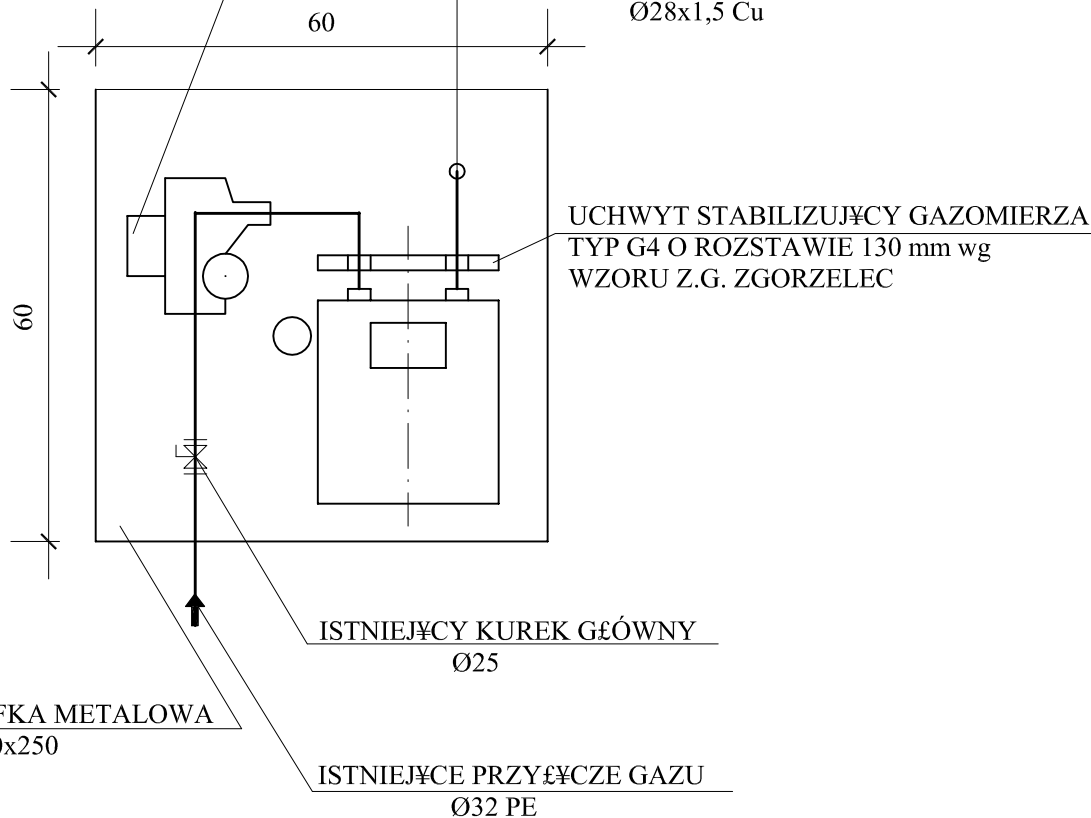 60
Ø28x1,5 Cu
UCHWYT STABILIZUJ¥CY GAZOMIERZA
TYP G4 O ROZSTAWIE 130 mm wg
WZORU Z.G. ZGORZELEC
60
ISTNIEJ¥CY KUREK G£ÓWNY
Ø25
FKA METALOWA
0x250
ISTNIEJ¥CE PRZY£¥CZE GAZU
Ø32 PE